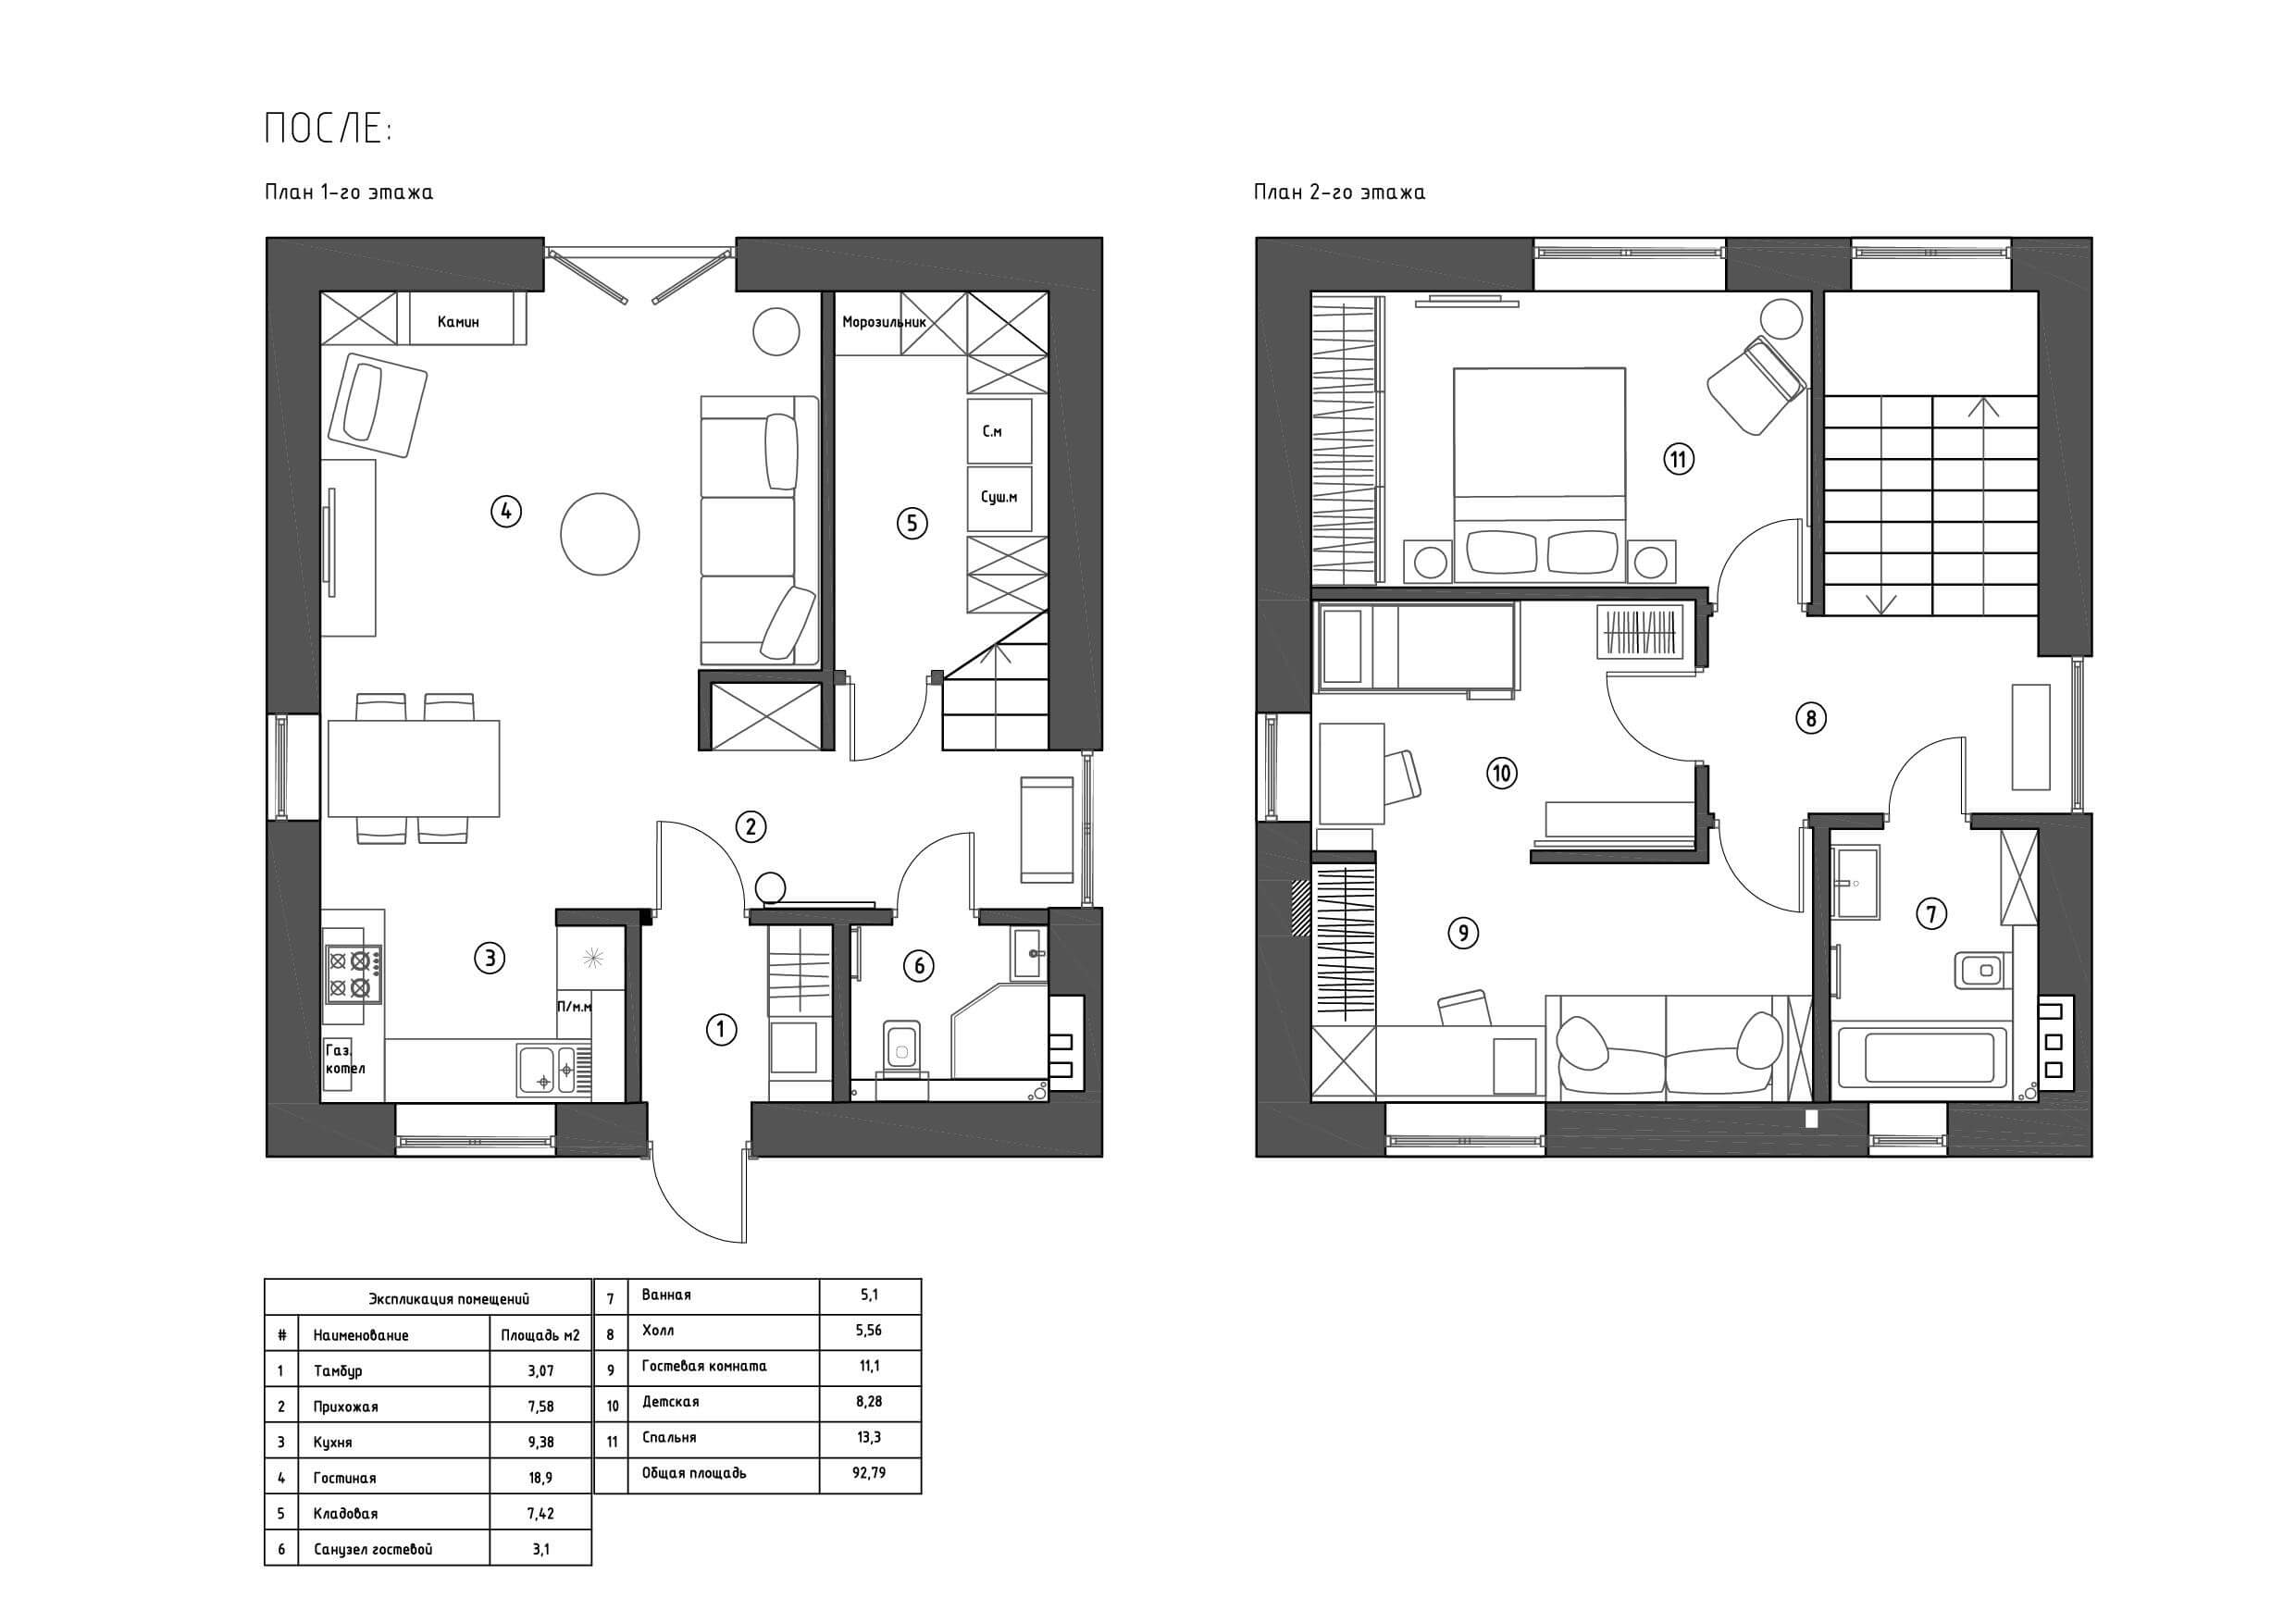 ПОСЛЕ:
План 1-го этажа
План 2-го этажа
Камин
Морозильник
С.м
Суш.м
4
5
2
3
6
1
П/м.м
Газ.
котел
11
8
10
9
7
Экспликация помещений
# Наименование Площадь м2
1 Тамбур 3,07
2 Прихожая 7,58
3 Кухня 9,38
4 Гостиная 18,9
5 Кладовая 7,42
6 Санузел гостевой 3,1
7 Ванная 5,1
8 Холл 5,56
9 Гостевая комната 11,1
10 Детская 8,28
11 Спальня 13,3
Общая площадь 92,79